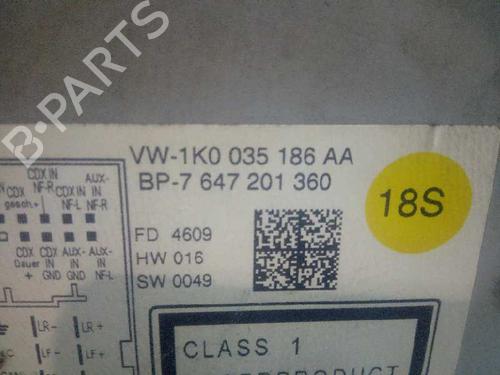 B-PARTS
VW-1K0 035 186 AA
BP-7 647 201 360
18S
CDX IN AUX-
gesch+ NF-R IN
CDX IN NF-R
NF-L
FD 4609
HW 016
SW 0049
CDX CDX AUX- AUX-
Dauer IN IN IN
+ GND GND NF-L
LR- LR+
LF- LF+
CLASS 1